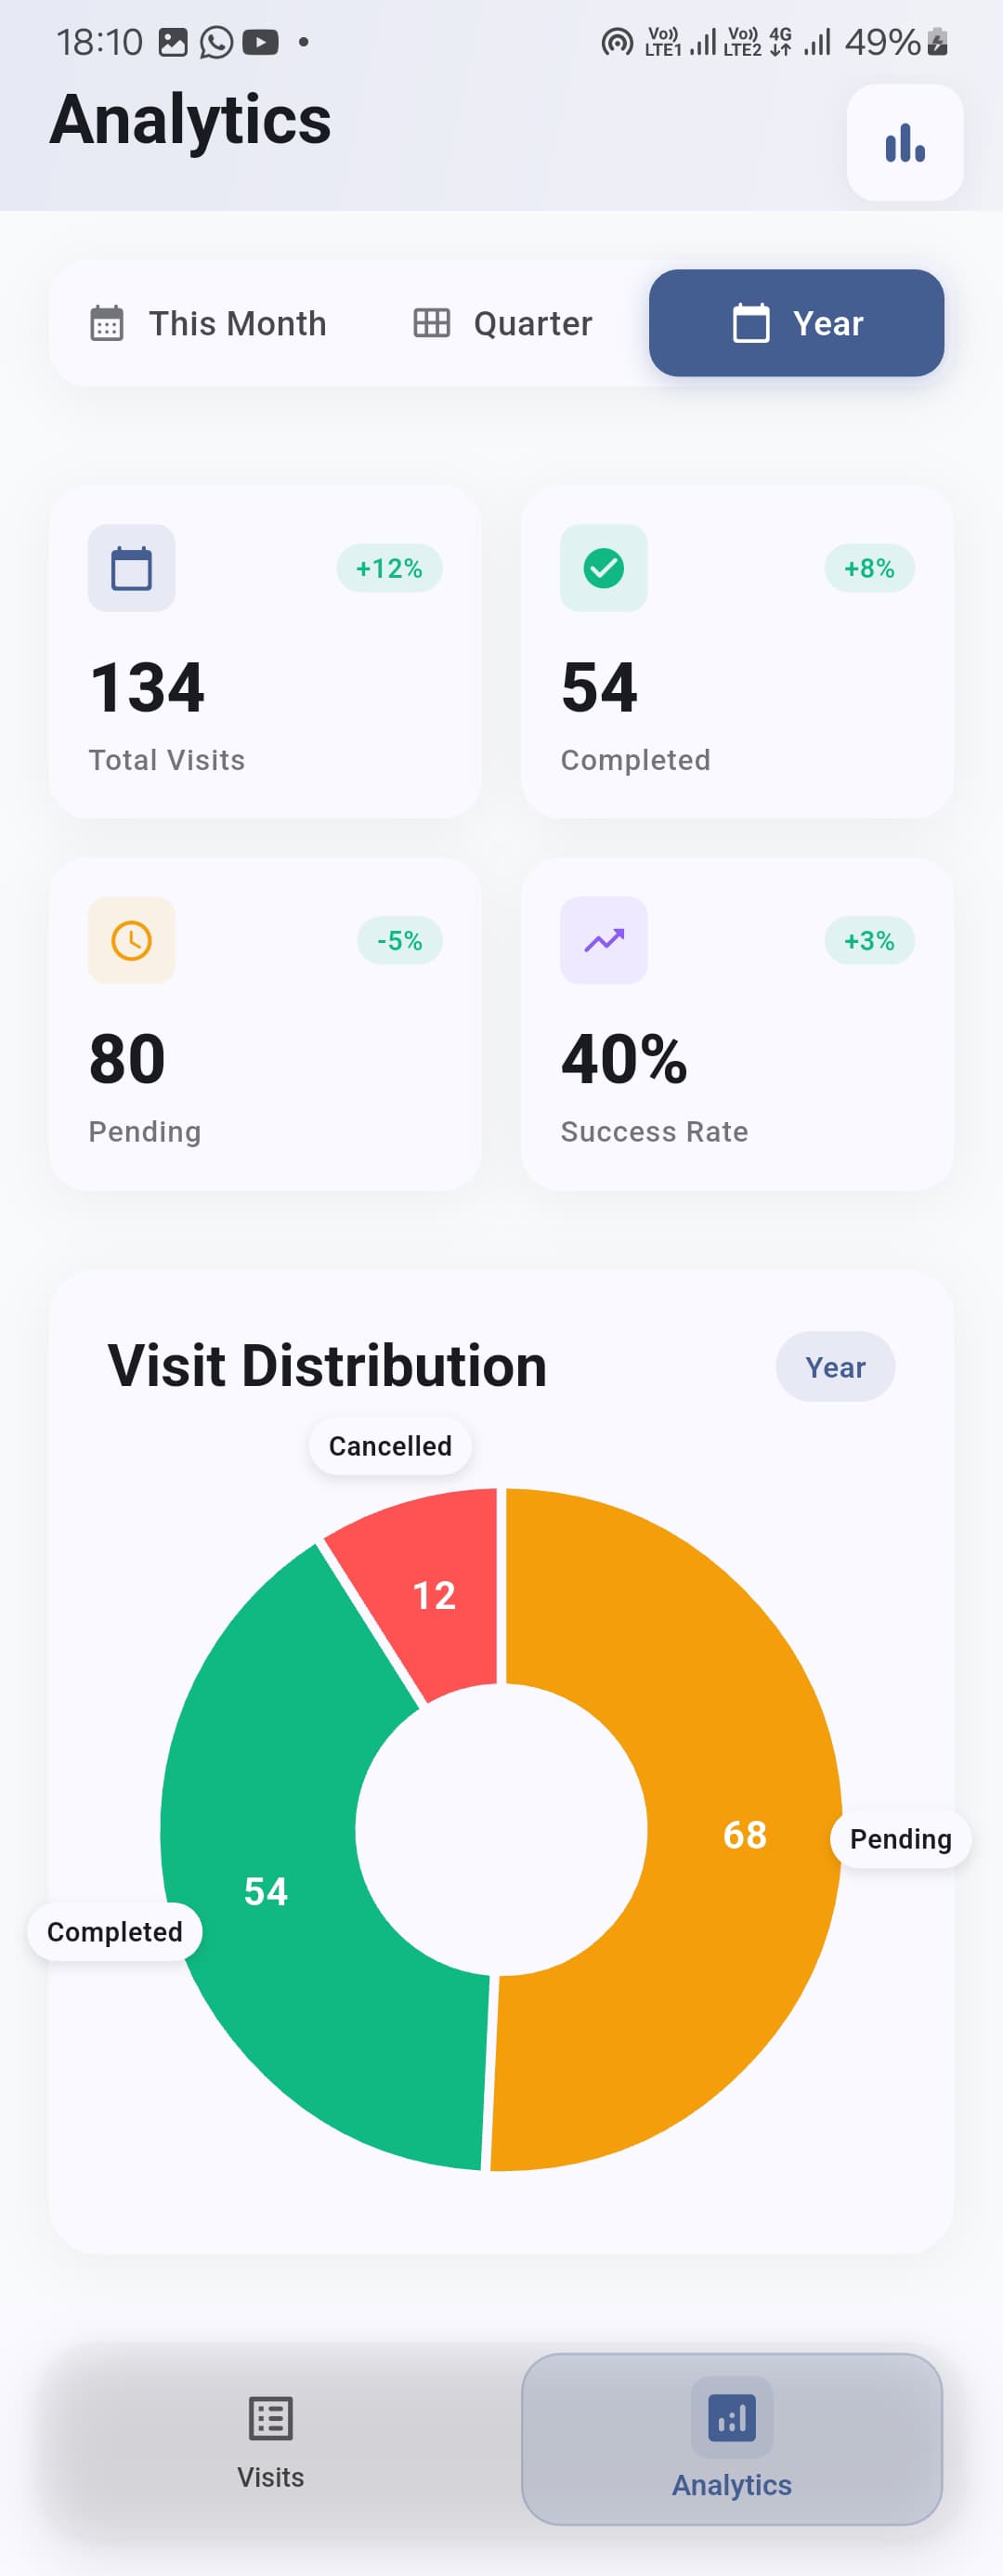 18:10 Vo)) LTE1 Vo)) LTE2 4G 49%
Analytics
This Month Quarter Year
+12% +8%
134 54
Total Visits Completed
-5% +3%
80 40%
Pending Success Rate
Visit Distribution Year
Cancelled
12
68
Pending
54
Completed
Visits Analytics